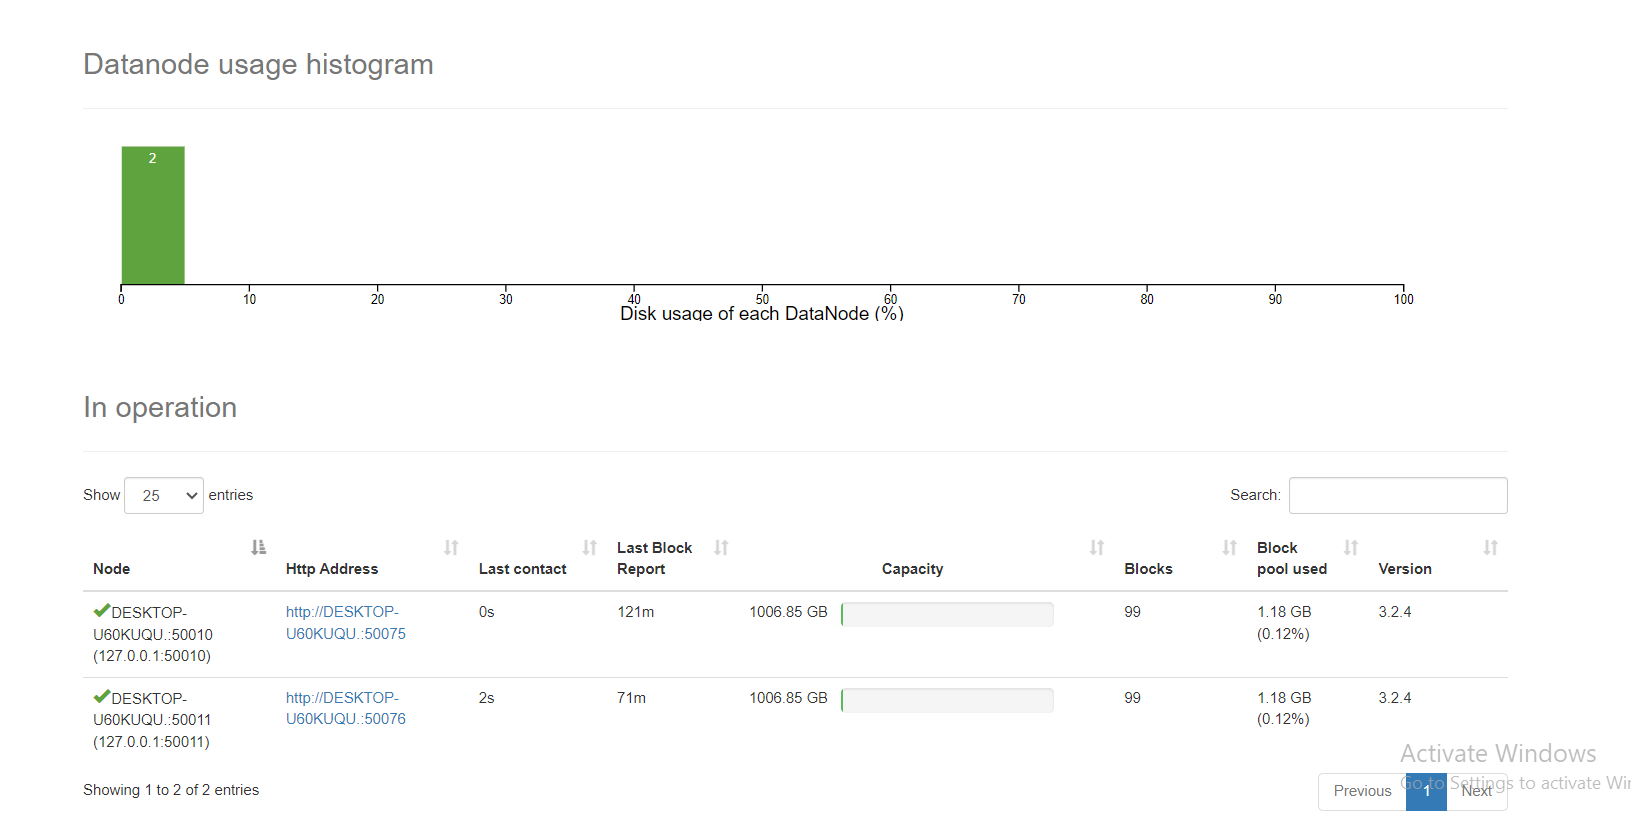 Datanode usage histogram
2
0 10 20 30 40 50 60 70 80 90 100
Disk usage of each DataNode (%)
In operation
Show 25 entries
Search:
Node Http Address Last contact Last Block Report Capacity Blocks Block pool used Version
DESKTOP-
U60KUQU.:50010
(127.0.0.1:50010)
http://DESKTOP-
U60KUQU.:50075
0s
121m
1006.85 GB
99
1.18 GB
(0.12%)
3.2.4
DESKTOP-
U60KUQU.:50011
(127.0.0.1:50011)
http://DESKTOP-
U60KUQU.:50076
2s
71m
1006.85 GB
99
1.18 GB
(0.12%)
3.2.4
Showing 1 to 2 of 2 entries
Previous 1 Next
Activate Windows
Go to Settings to activate Wi